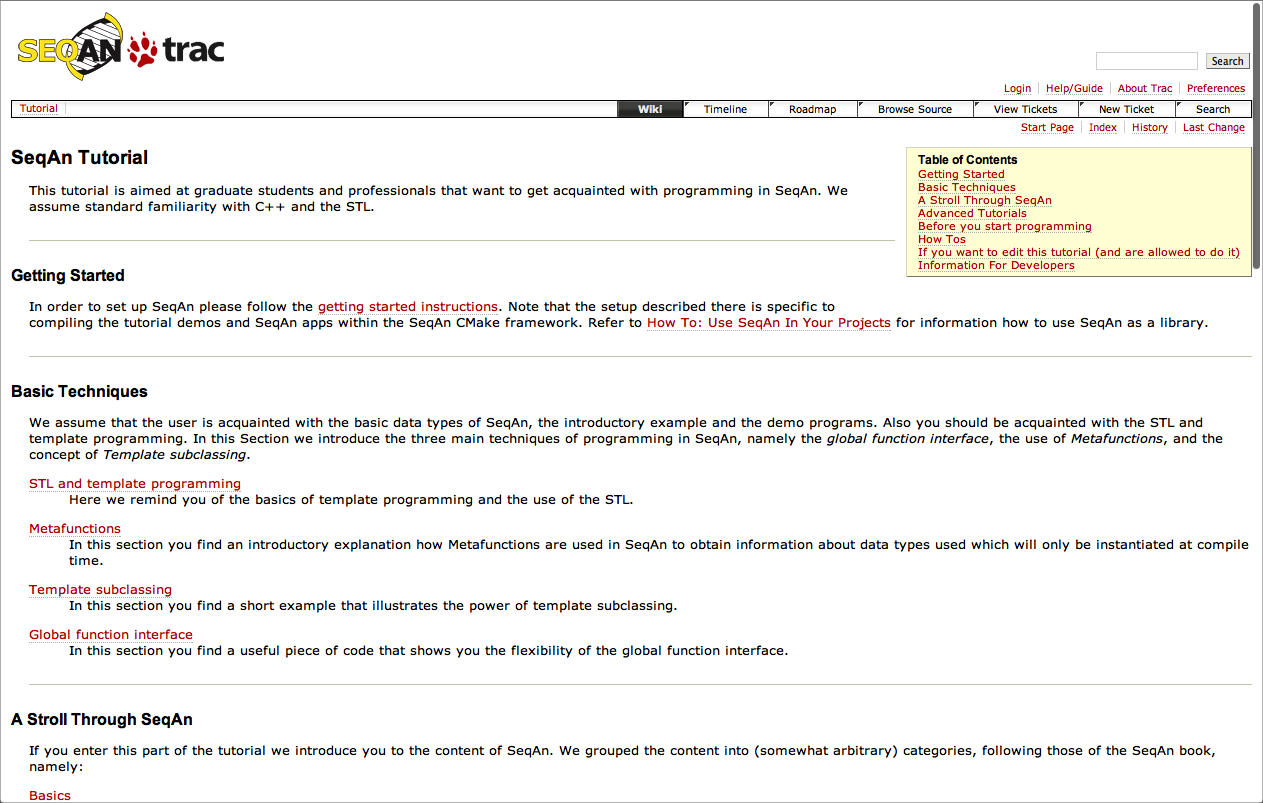 SEQAN trac
Search
Login Help/Guide About Trac Preferences
Tutorial Wiki Timeline Roadmap Browse Source View Tickets New Ticket Search
Start Page Index History Last Change
SeqAn Tutorial
This tutorial is aimed at graduate students and professionals that want to get acquainted with programming in SeqAn. We
assume standard familiarity with C++ and the STL.
Table of Contents
Getting Started
Basic Techniques
A Stroll Through SeqAn
Advanced Tutorials
Before you start programming
How Tos
If you want to edit this tutorial (and are allowed to do it)
Information For Developers
Getting Started
In order to set up SeqAn please follow the getting started instructions. Note that the setup described there is specific to
compiling the tutorial demos and SeqAn apps within the SeqAn CMake framework. Refer to How To: Use SeqAn In Your Projects for information how to use SeqAn as a library.
Basic Techniques
We assume that the user is acquainted with the basic data types of SeqAn, the introductory example and the demo programs. Also you should be acquainted with the STL and
template programming. In this Section we introduce the three main techniques of programming in SeqAn, namely the global function interface, the use of Metafunctions, and the
concept of Template subclassing.
STL and template programming
Here we remind you of the basics of template programming and the use of the STL.
Metafunctions
In this section you find an introductory explanation how Metafunctions are used in SeqAn to obtain information about data types used which will only be instantiated at compile
time.
Template subclassing
In this section you find a short example that illustrates the power of template subclassing.
Global function interface
In this section you find a useful piece of code that shows you the flexibility of the global function interface.
A Stroll Through SeqAn
If you enter this part of the tutorial we introduce you to the content of SeqAn. We grouped the content into (somewhat arbitrary) categories, following those of the SeqAn book,
namely:
Basics